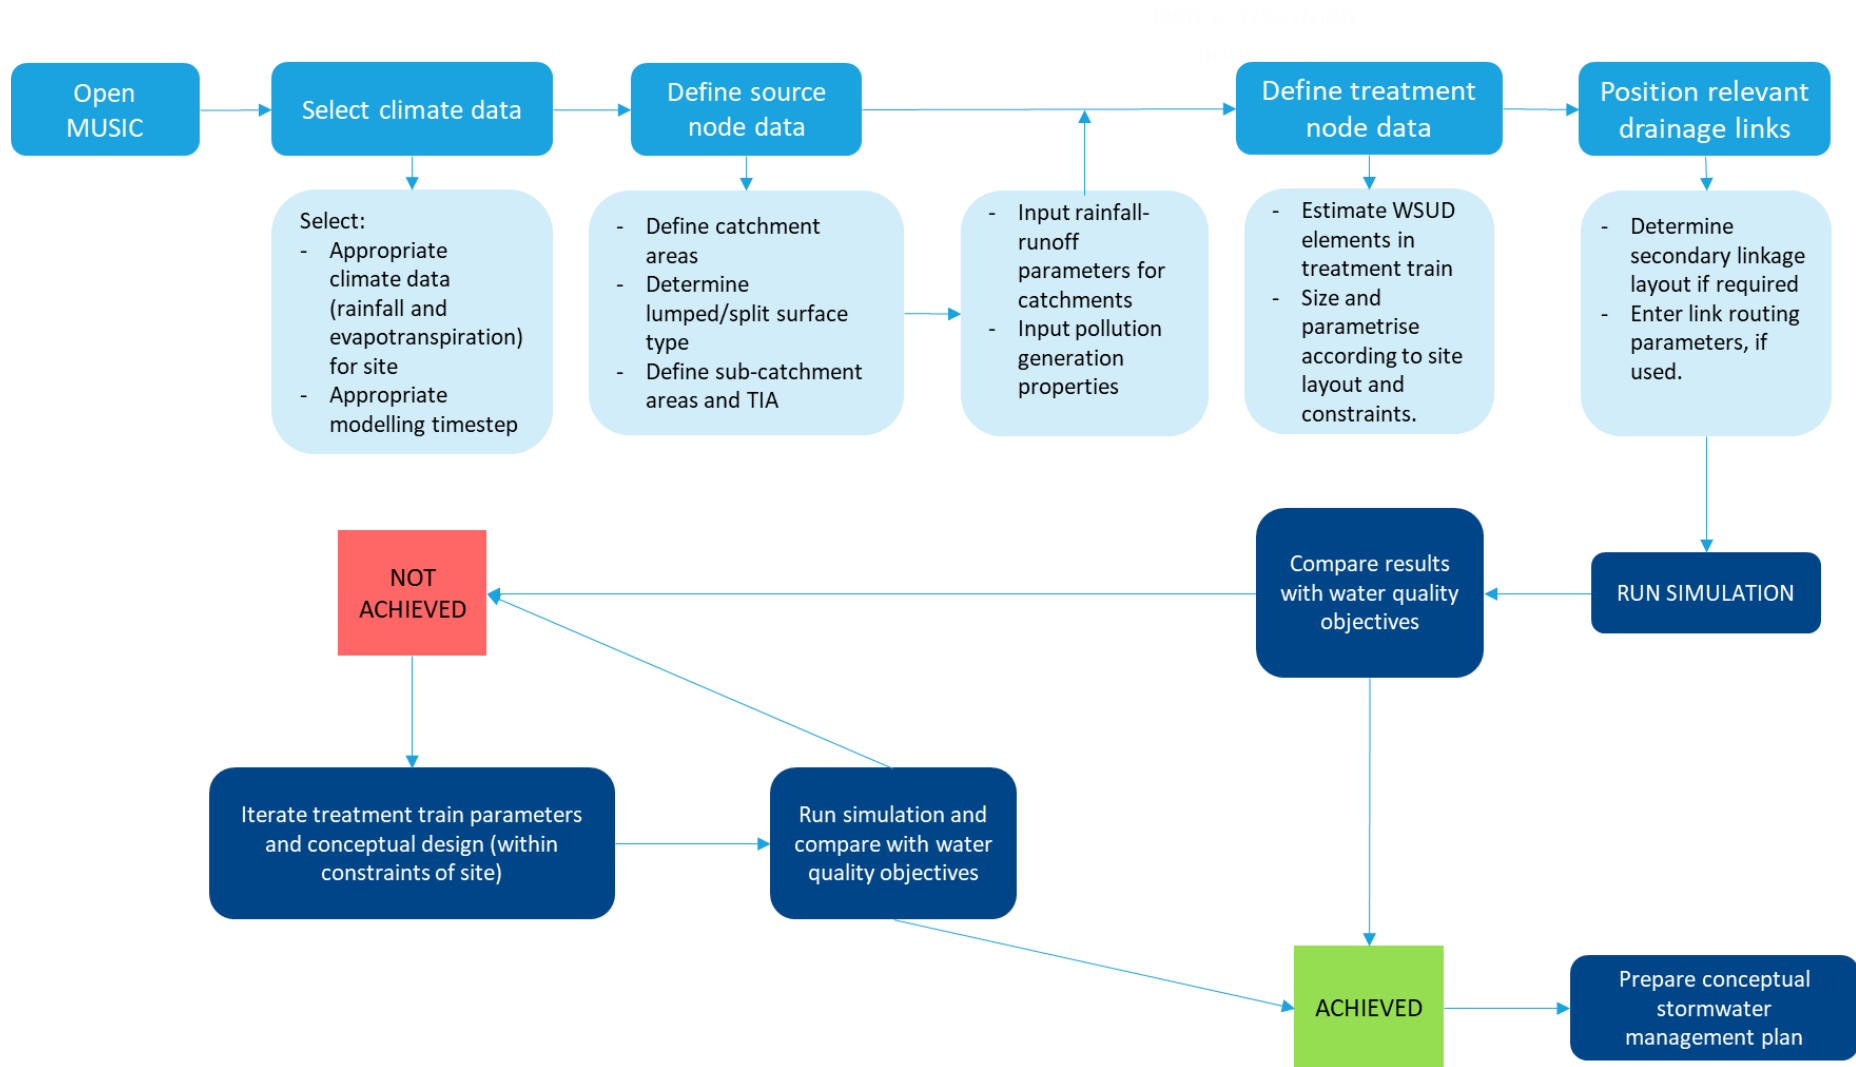 Open
MUSIC
Select climate data
Define source
node data
Define treatment
node data
Position relevant
drainage links
Select:
- Appropriate
climate data
(rainfall and
evapotranspiration)
for site
- Appropriate
modelling timestep
- Define catchment
areas
- Determine
lumped/split surface
type
- Define sub-catchment
areas and TIA
- Input rainfall-
runoff
parameters for
catchments
- Input pollution
generation
properties
- Estimate WSUD
elements in
treatment train
- Size and
parametrise
according to site
layout and
constraints.
- Determine
secondary linkage
layout if required
- Enter link routing
parameters, if
used.
NOT
ACHIEVED
Compare results
with water quality
objectives
RUN SIMULATION
Iterate treatment train parameters
and conceptual design (within
constraints of site)
Run simulation and
compare with water
quality objectives
ACHIEVED
Prepare conceptual
stormwater
management plan